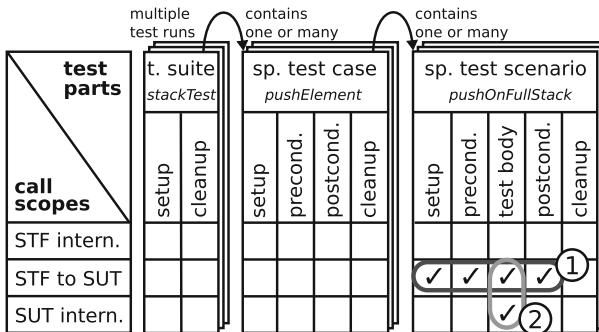 multiple
test runs
contains
one or many
contains
one or many
test
parts
call
scopes
t. suite
stackTest
setup
cleanup
sp. test case
pushElement
setup
precond.
postcond.
cleanup
sp. test scenario
pushOnFullStack
setup
precond.
test body
postcond.
cleanup
STF intern.
STF to SUT
✓ ✓ ✓ ✓ 1
SUT intern.
✓ 2